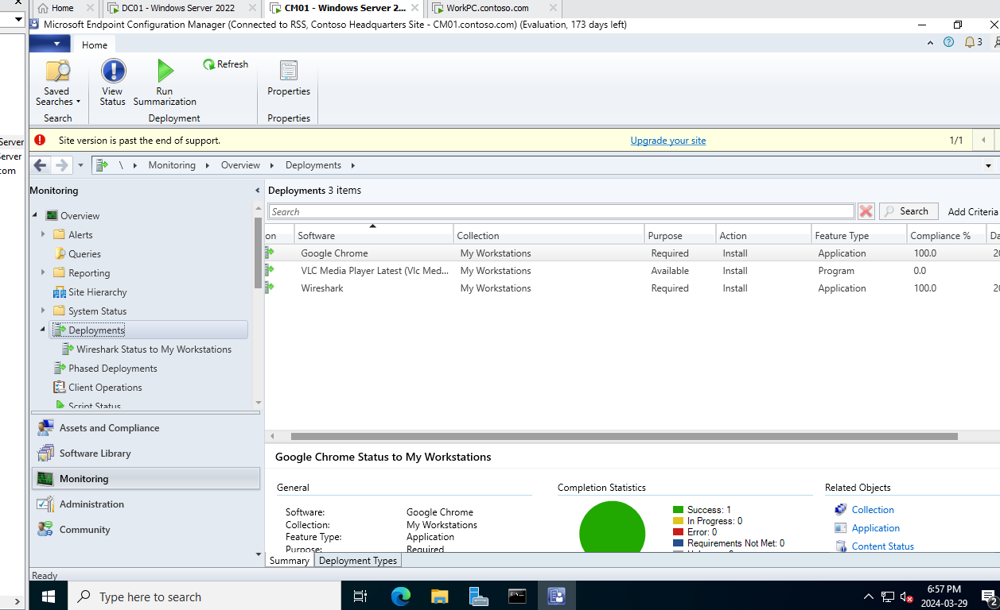 Home
DC01 - Windows Server 2022
CM01 - Windows Server 2...
WorkPC.contoso.com
Microsoft Endpoint Configuration Manager (Connected to RSS, Contoso Headquarters Site - CM01.contoso.com) (Evaluation, 173 days left)
Home
3
Saved Searches
View Status
Run Summarization
Refresh
Properties
Search
Deployment
Properties
Server
Server
com
Site version is past the end of support.
Upgrade your site
1/1
\ Monitoring Overview Deployments
Monitoring
Overview
Alerts
Queries
Reporting
Site Hierarchy
System Status
Deployments
Wireshark Status to My Workstations
Phased Deployments
Client Operations
Script Status
Assets and Compliance
Software Library
Monitoring
Administration
Community
Deployments 3 items
Search
Search
Add Criteria
on Software Collection Purpose Action Feature Type Compliance % Da
Google Chrome My Workstations Required Install Application 100.0 20
VLC Media Player Latest (Vlc Med... My Workstations Available Install Program 0.0
Wireshark My Workstations Required Install Application 100.0 20
Google Chrome Status to My Workstations
General
Software: Google Chrome
Collection: My Workstations
Feature Type: Application
Purpose: Required
Completion Statistics
Success: 1
In Progress: 0
Error: 0
Requirements Not Met: 0
Related Objects
Collection
Application
Content Status
Summary
Deployment Types
Ready
Type here to search
6:57 PM
2024-03-29
2